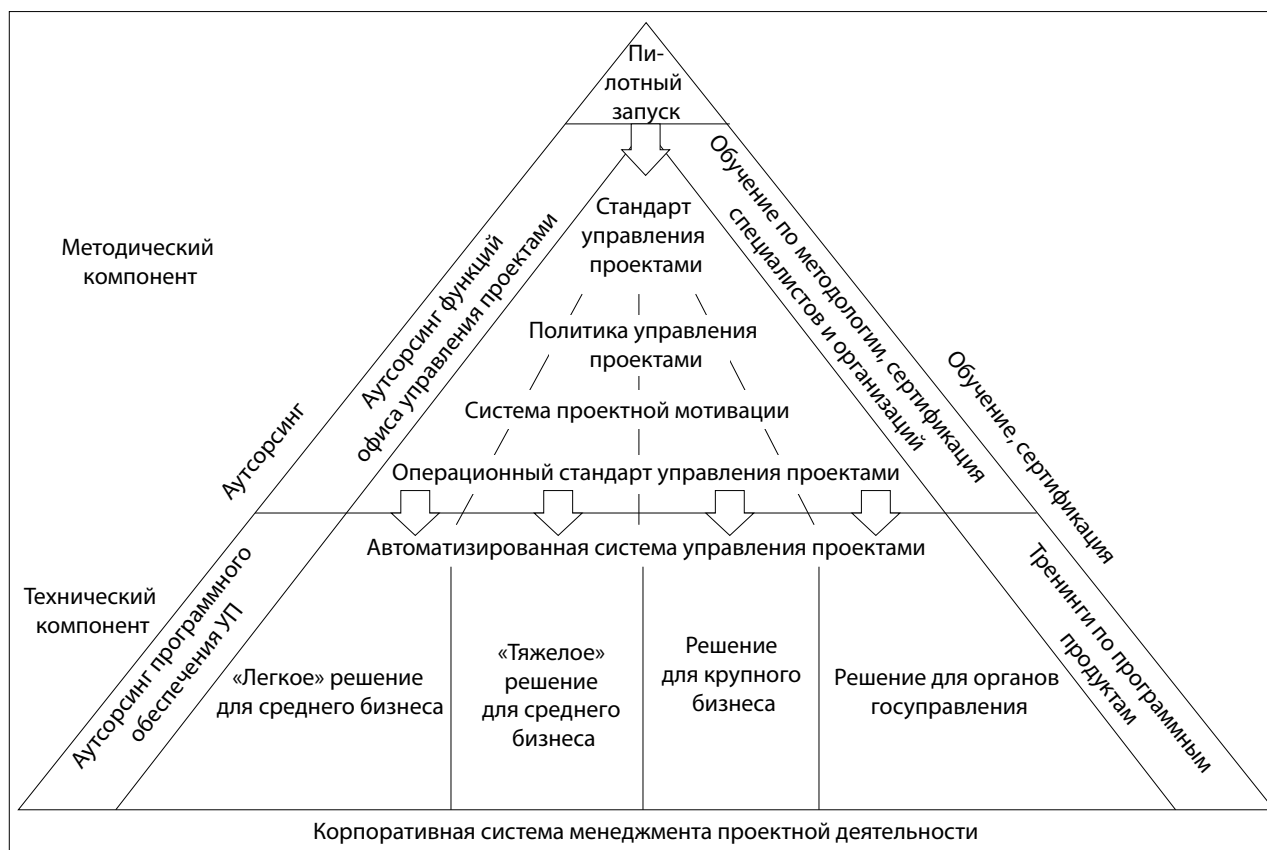 Пи-
лотный
запуск
Методический
компонент
Стандарт
управления
проектами
Политика управления
проектами
Система проектной мотивации
Операционный стандарт управления проектами
Аутсорсинг
Аутсорсинг функций
офиса управления проектами
Обучение по методологии, сертификация
специалистов и организаций
Обучение, сертификация
Технический
компонент
Автоматизированная система управления проектами
Аутсорсинг программного
обеспечения УП
«Легкое» решение
для среднего бизнеса
«Тяжелое»
решение
для среднего
бизнеса
Решение
для крупного
бизнеса
Решение для органов
госуправления
Тренинги по программным
продуктам
Корпоративная система менеджмента проектной деятельности